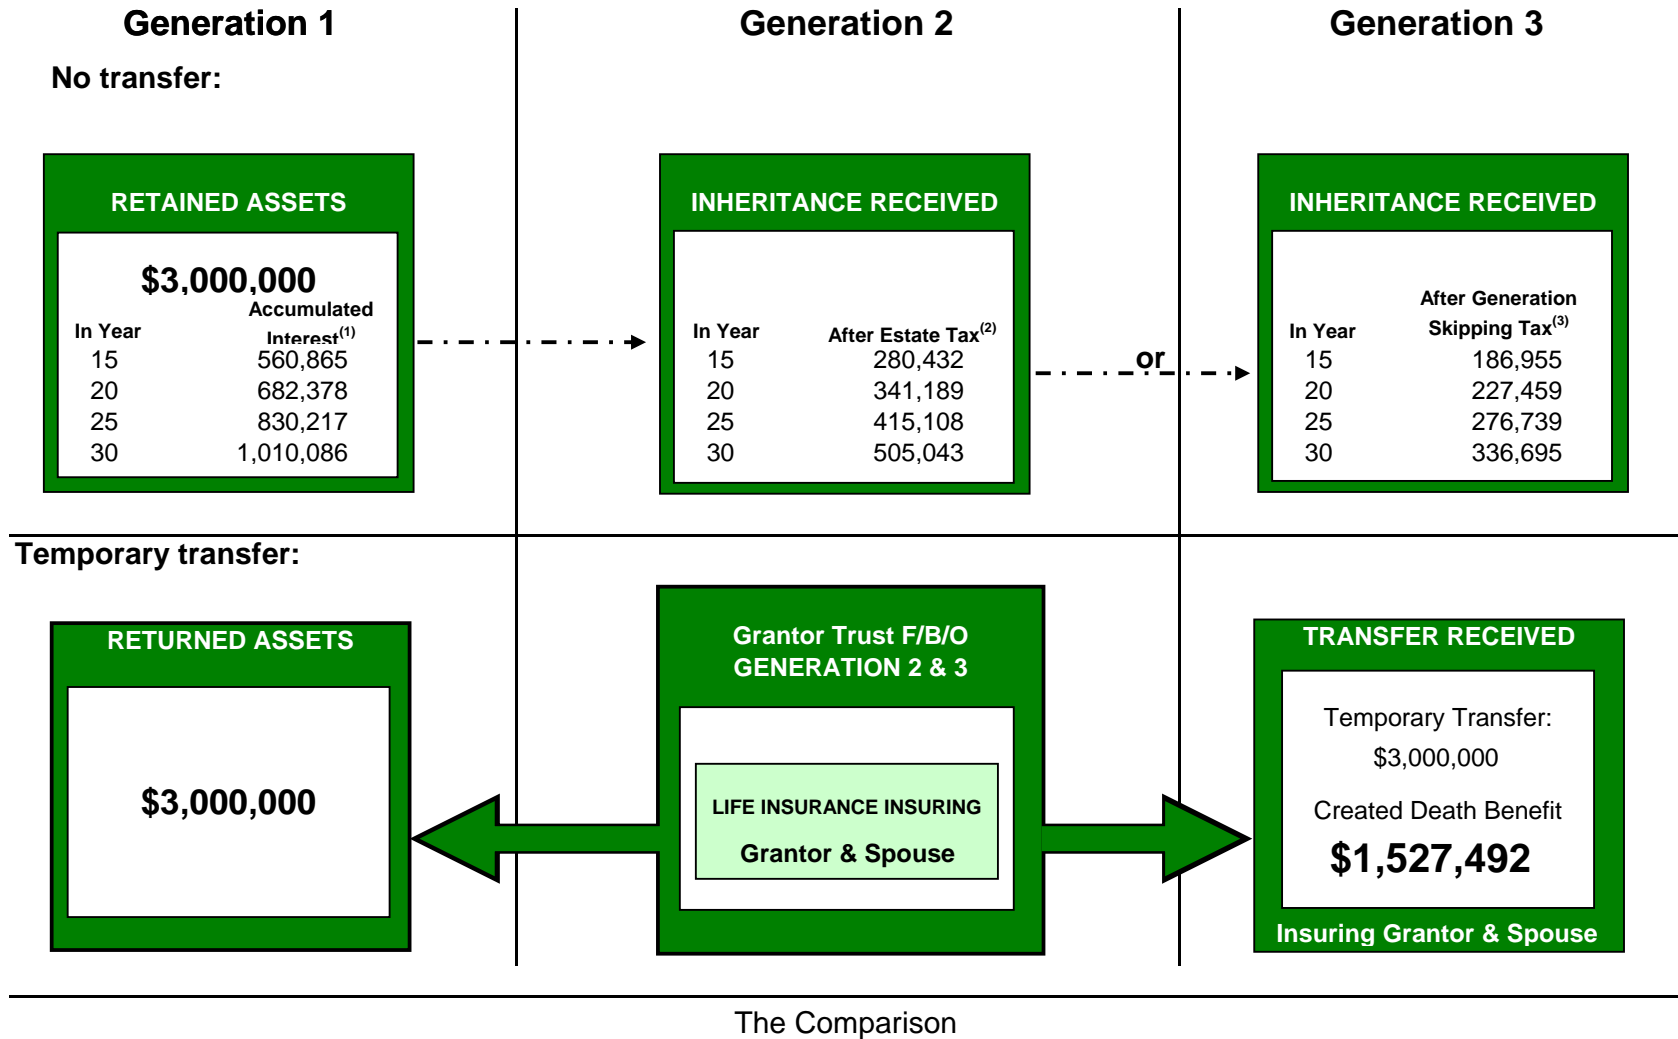 Generation 1
Generation 2
Generation 3
No transfer:
RETAINED ASSETS
$3,000,000
Accumulated
In Year
Interest(1)
15 560,865
20 682,378
25 830,217
30 1,010,086
INHERITANCE RECEIVED
In Year After Estate Tax(2)
15 280,432
20 341,189
25 415,108
30 505,043
or
INHERITANCE RECEIVED
After Generation
In Year Skipping Tax(3)
15 186,955
20 227,459
25 276,739
30 336,695
Temporary transfer:
RETURNED ASSETS
$3,000,000
Grantor Trust F/B/O
GENERATION 2 & 3
LIFE INSURANCE INSURING
Grantor & Spouse
TRANSFER RECEIVED
Temporary Transfer:
$3,000,000
Created Death Benefit
$1,527,492
Insuring Grantor & Spouse
The Comparison